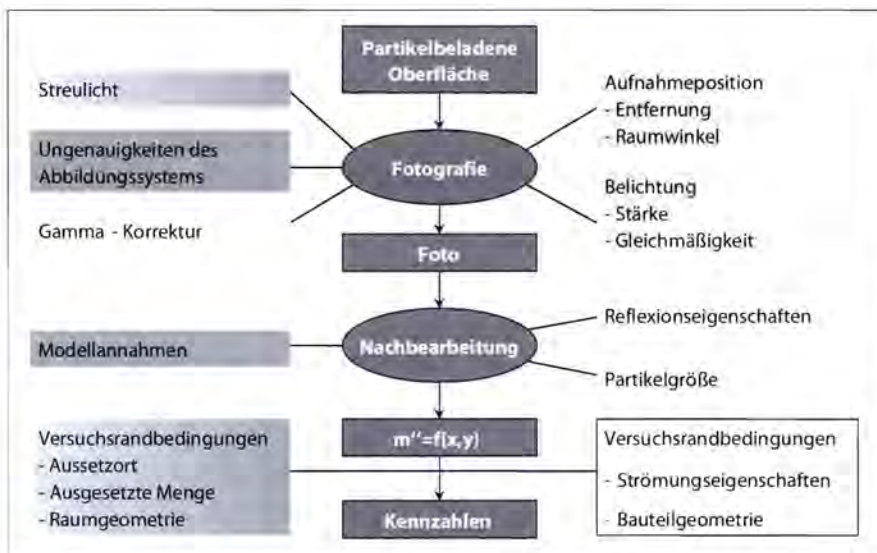 Partikelbeladene
Oberfläche
Streulicht
Aufnahmeposition
- Entfernung
- Raumwinkel
Ungenauigkeiten des
Abbildungssystems
Fotografie
Belichtung
- Stärke
- Gleichmäßigkeit
Gamma - Korrektur
Foto
Reflexionseigenschaften
Modellannahmen
Nachbearbeitung
Partikelgröße
Versuchsrandbedingungen
- Aussetzort
- Ausgesetzte Menge
- Raumgeometrie
m''=f(x,y)
Versuchsrandbedingungen
- Strömungseigenschaften
- Bauteilgeometrie
Kennzahlen